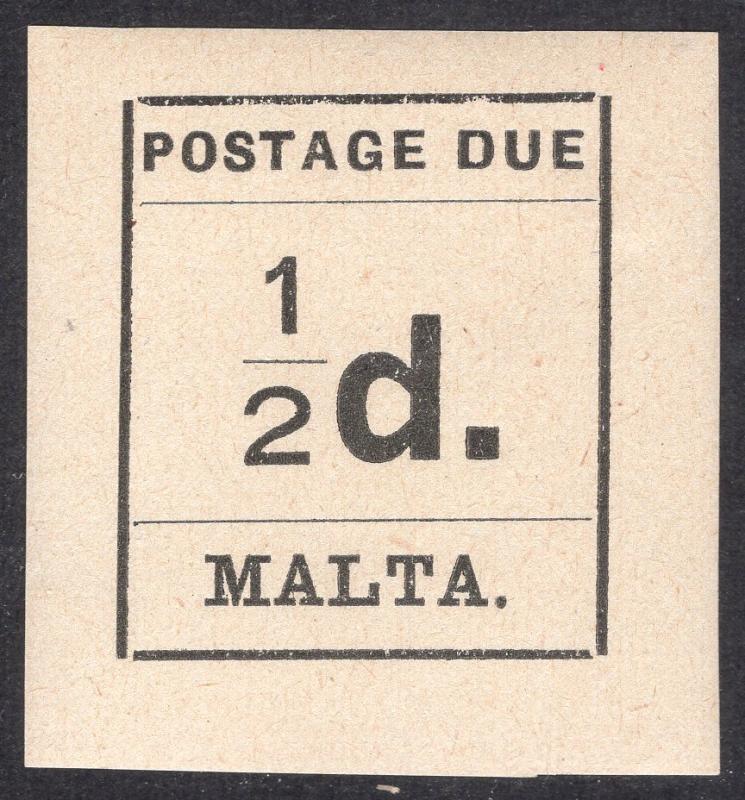 POSTAGE DUE
½d.
MALTA.